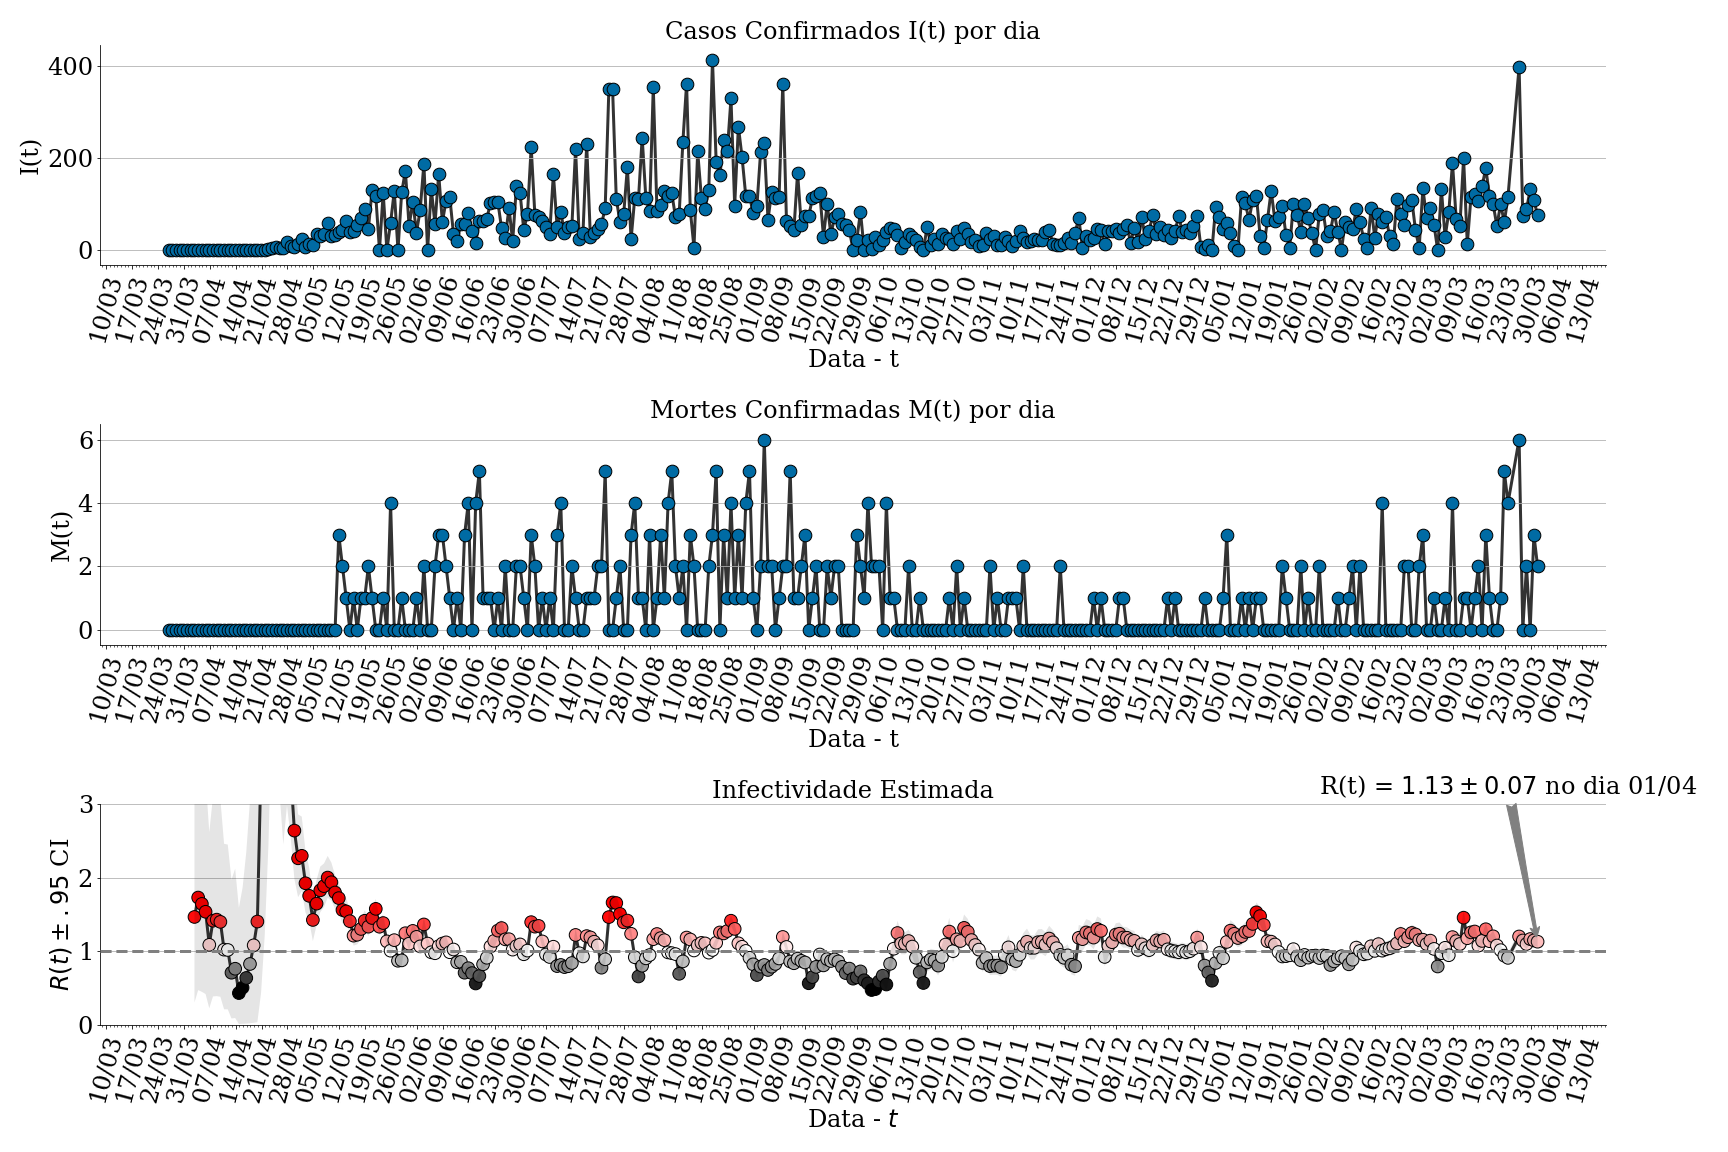 Casos Confirmados I(t) por dia
400
200
0
I(t)
10/03 17/03 24/03 31/03 07/04 14/04 21/04 28/04 05/05 12/05 19/05 26/05 02/06 09/06 16/06 23/06 30/06 07/07 14/07 21/07 28/07 04/08 11/08 18/08 25/08 01/09 08/09 15/09 22/09 29/09 06/10 13/10 20/10 27/10 03/11 10/11 17/11 24/11 01/12 08/12 15/12 22/12 29/12 05/01 12/01 19/01 26/01 02/02 09/02 16/02 23/02 02/03 09/03 16/03 23/03 30/03 06/04 13/04
Data - t
Mortes Confirmadas M(t) por dia
6
4
2
0
M(t)
10/03 17/03 24/03 31/03 07/04 14/04 21/04 28/04 05/05 12/05 19/05 26/05 02/06 09/06 16/06 23/06 30/06 07/07 14/07 21/07 28/07 04/08 11/08 18/08 25/08 01/09 08/09 15/09 22/09 29/09 06/10 13/10 20/10 27/10 03/11 10/11 17/11 24/11 01/12 08/12 15/12 22/12 29/12 05/01 12/01 19/01 26/01 02/02 09/02 16/02 23/02 02/03 09/03 16/03 23/03 30/03 06/04 13/04
Data - t
Infectividade Estimada
R(t) = 1.13 ± 0.07 no dia 01/04
3
2
1
0
R(t) ± .95 CI
10/03 17/03 24/03 31/03 07/04 14/04 21/04 28/04 05/05 12/05 19/05 26/05 02/06 09/06 16/06 23/06 30/06 07/07 14/07 21/07 28/07 04/08 11/08 18/08 25/08 01/09 08/09 15/09 22/09 29/09 06/10 13/10 20/10 27/10 03/11 10/11 17/11 24/11 01/12 08/12 15/12 22/12 29/12 05/01 12/01 19/01 26/01 02/02 09/02 16/02 23/02 02/03 09/03 16/03 23/03 30/03 06/04 13/04
Data - t